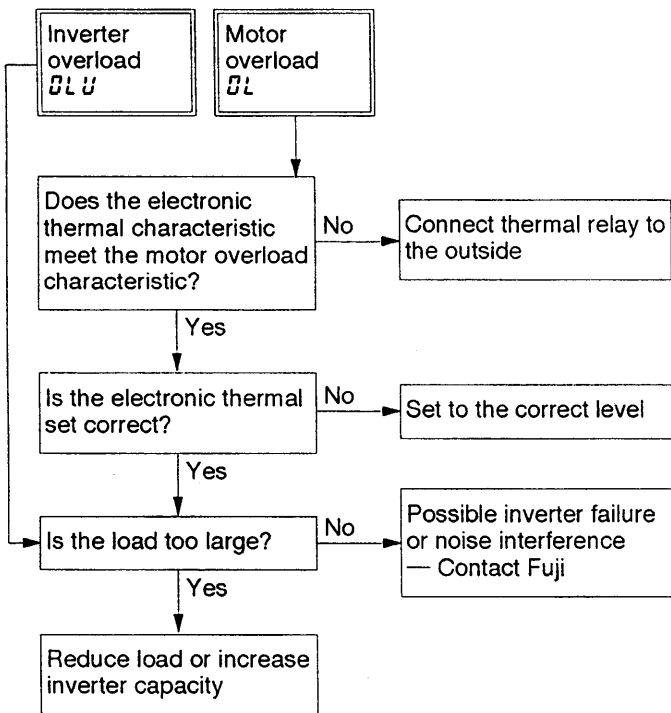 Inverter
overload
OLU
Motor
overload
OL
Does the electronic
thermal characteristic
meet the motor overload
characteristic?
No
Connect thermal relay to
the outside
Yes
Is the electronic thermal
set correct?
No
Set to the correct level
Yes
Is the load too large?
No
Possible inverter failure
or noise interference
— Contact Fuji
Yes
Reduce load or increase
inverter capacity